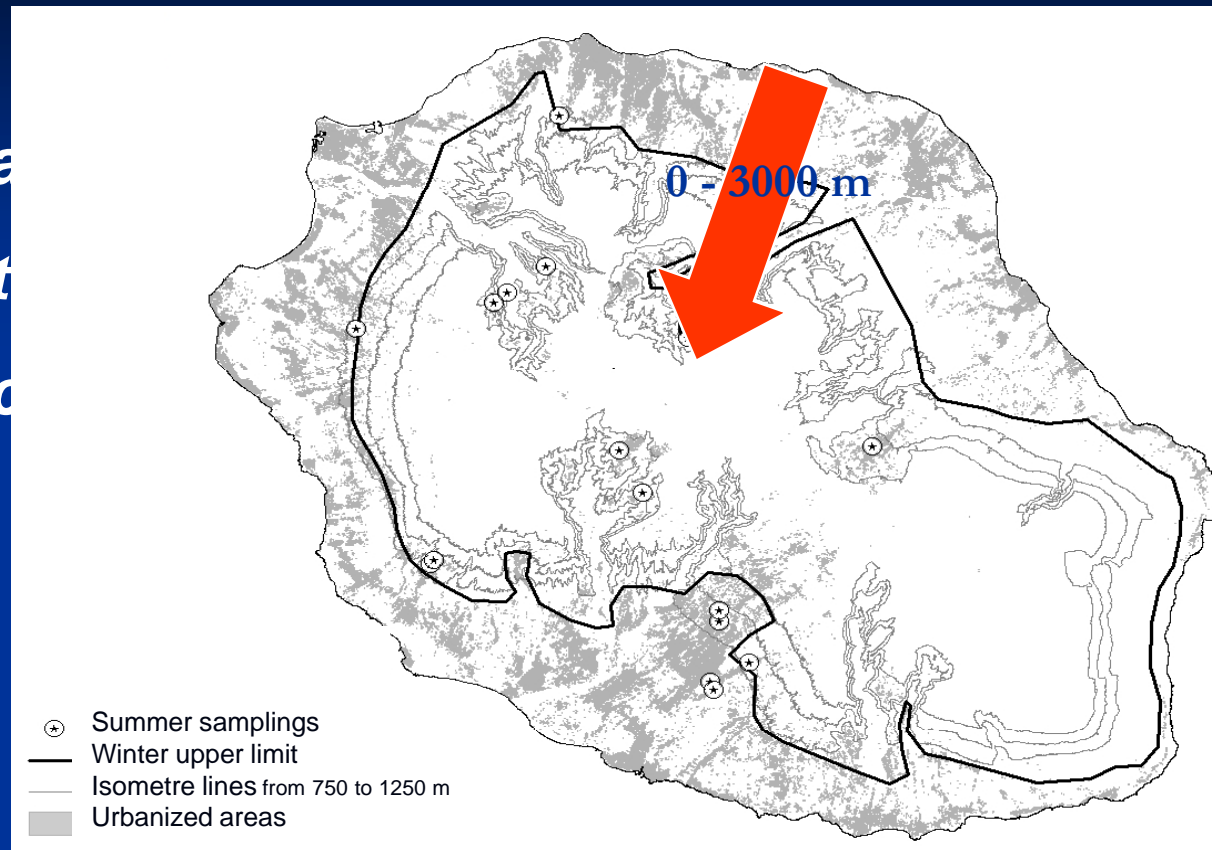 0 - 3000 m
Summer samplings
Winter upper limit
Isometre lines from 750 to 1250 m
Urbanized areas